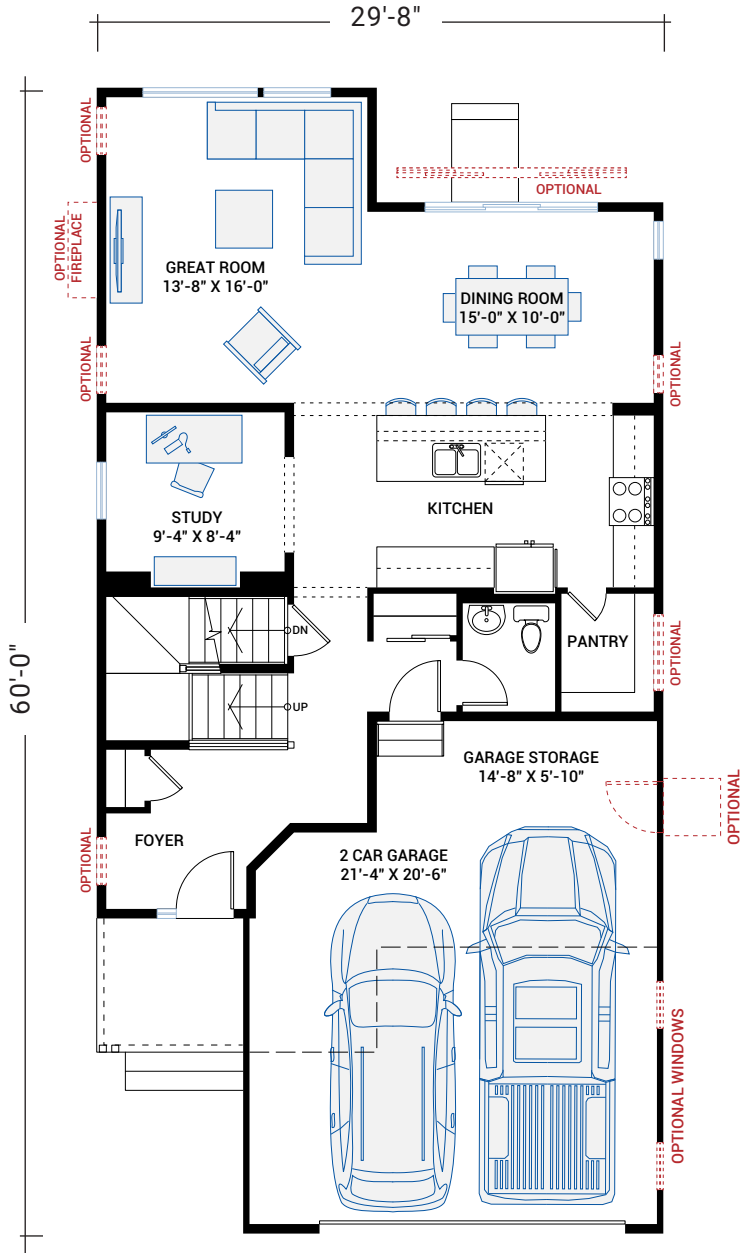 29'-8"
OPTIONAL
OPTIONAL
OPTIONAL
FIREPLACE
GREAT ROOM
13'-8" X 16'-0"
DINING ROOM
15'-0" X 10'-0"
OPTIONAL
OPTIONAL
KITCHEN
STUDY
9'-4" X 8'-4"
DN
PANTRY
OPTIONAL
60'-0"
UP
GARAGE STORAGE
14'-8" X 5'-10"
OPTIONAL
FOYER
OPTIONAL
2 CAR GARAGE
21'-4" X 20'-6"
OPTIONAL WINDOWS